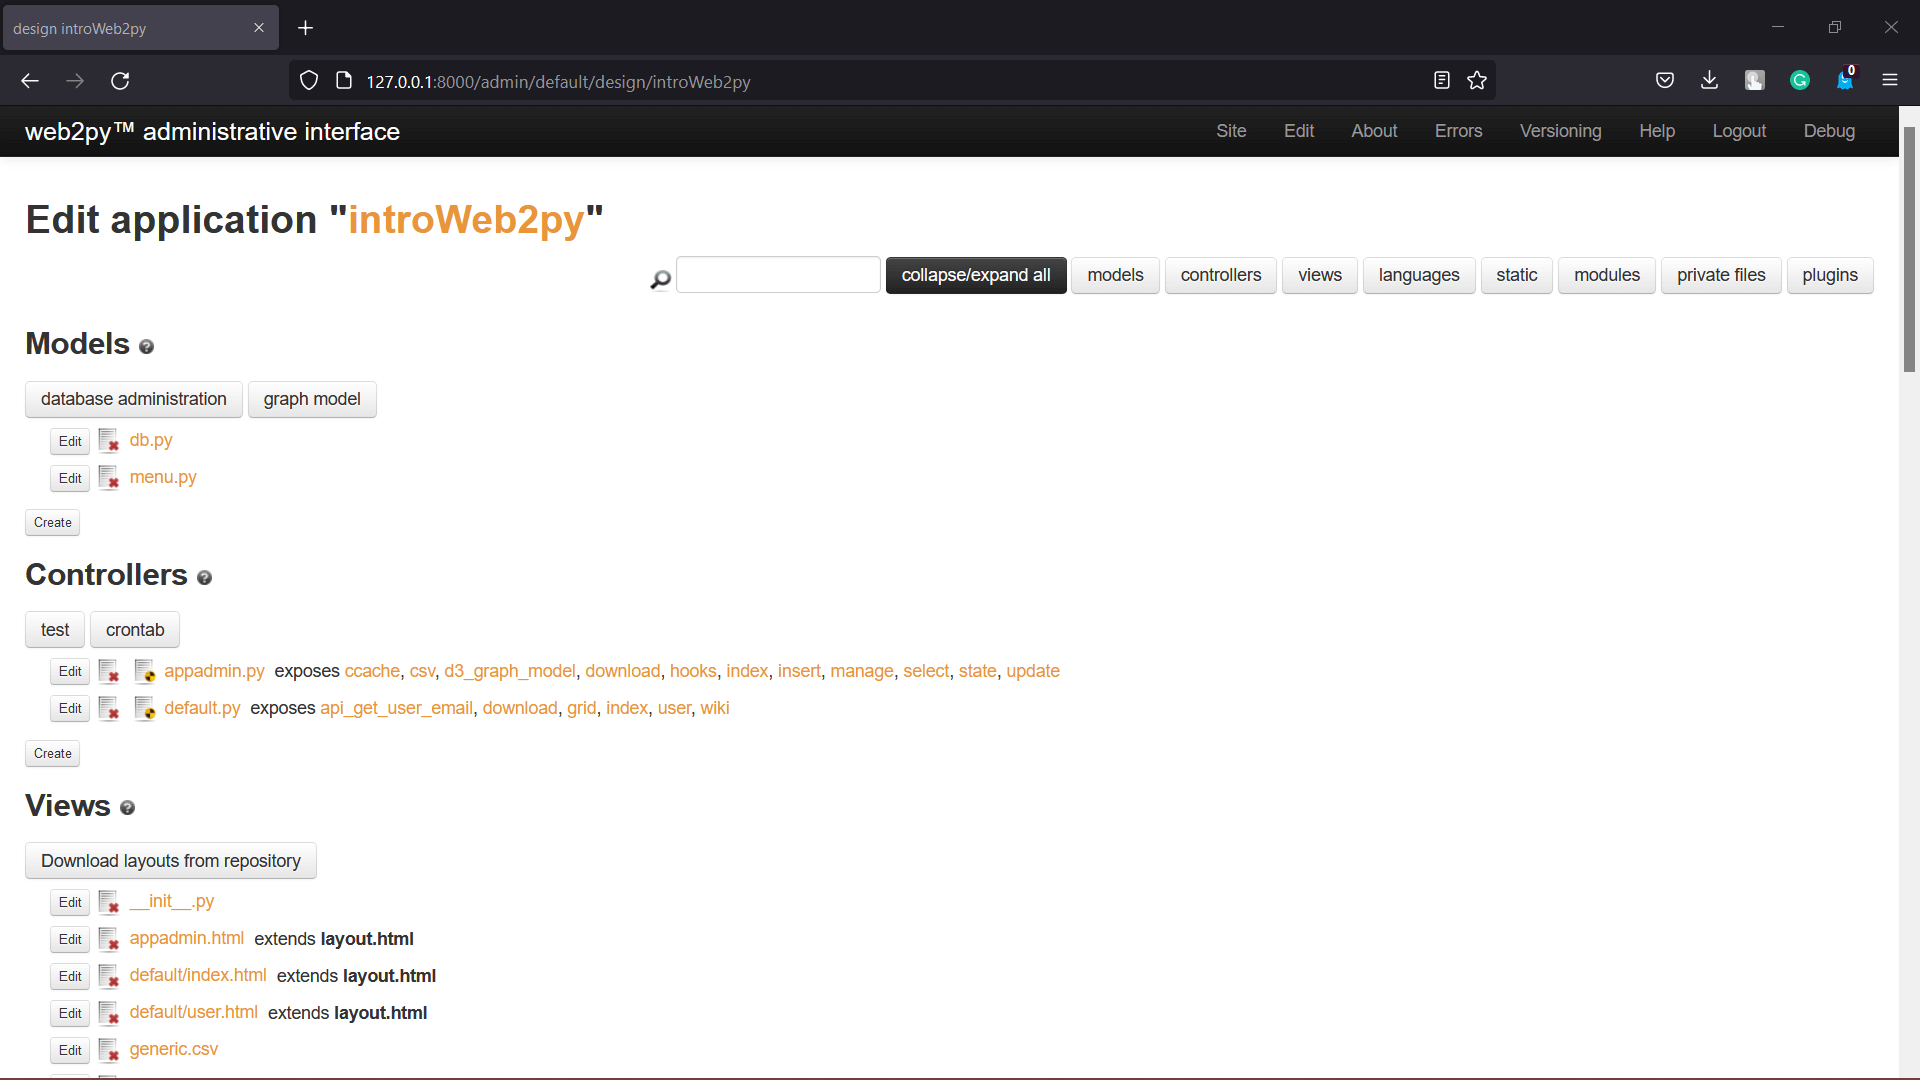 design introWeb2py
127.0.0.1:8000/admin/default/design/introWeb2py
0
web2py™ administrative interface Site Edit About Errors Versioning Help Logout Debug
Edit application "introWeb2py"
collapse/expand all models controllers views languages static modules private files plugins
Models ?
database administration graph model
Edit db.py
Edit menu.py
Create
Controllers ?
test crontab
Edit appadmin.py exposes ccache, csv, d3_graph_model, download, hooks, index, insert, manage, select, state, update
Edit default.py exposes api_get_user_email, download, grid, index, user, wiki
Create
Views ?
Download layouts from repository
Edit __init__.py
Edit appadmin.html extends layout.html
Edit default/index.html extends layout.html
Edit default/user.html extends layout.html
Edit generic.csv